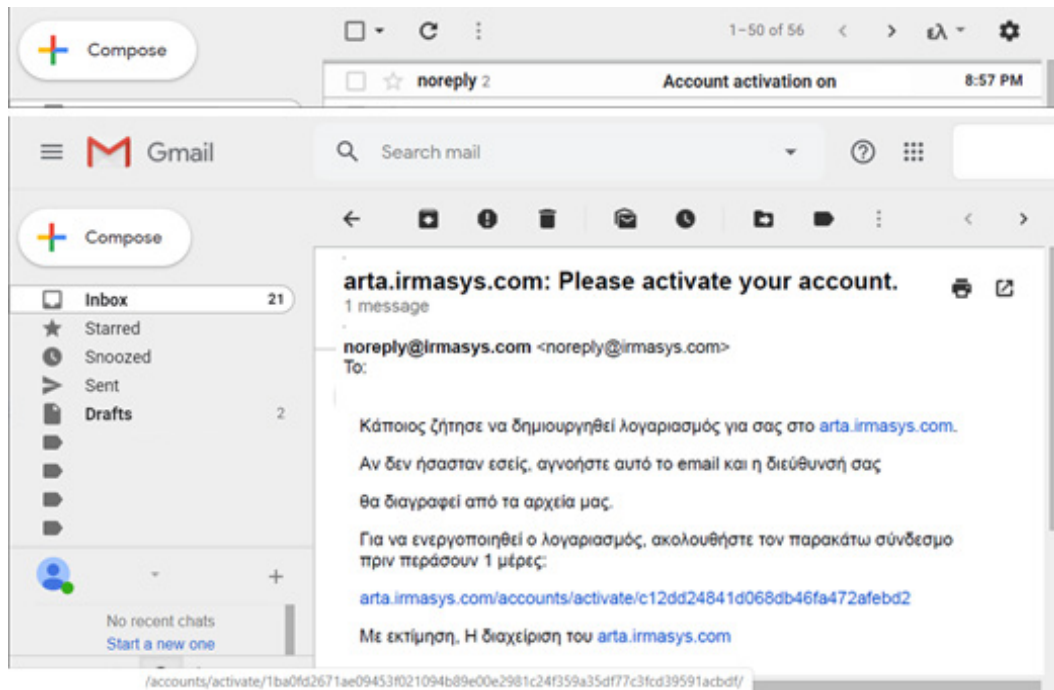 Compose
1–50 of 56
ελ
noreply 2
Account activation on
8:57 PM
Gmail
Search mail
Compose
Inbox 21
Starred
Snoozed
Sent
Drafts 2
No recent chats
Start a new one
arta.irmasys.com: Please activate your account.
1 message
noreply@irmasys.com <noreply@irmasys.com>
To:
Κάποιος ζήτησε να δημιουργηθεί λογαριασμός για σας στο arta.irmasys.com.
Αν δεν ήσασταν εσείς, αγνοήστε αυτό το email και η διεύθυνσή σας
θα διαγραφεί από τα αρχεία μας.
Για να ενεργοποιηθεί ο λογαριασμός, ακολουθήστε τον παρακάτω σύνδεσμο
πριν περάσουν 1 μέρες:
arta.irmasys.com/accounts/activate/c12dd24841d068db46fa472afebd2
Με εκτίμηση, Η διαχείριση του arta.irmasys.com
/accounts/activate/1ba0fd2671ae09453f021094b89e00e2981c24f359a35df77c3fcd39591acbdf/